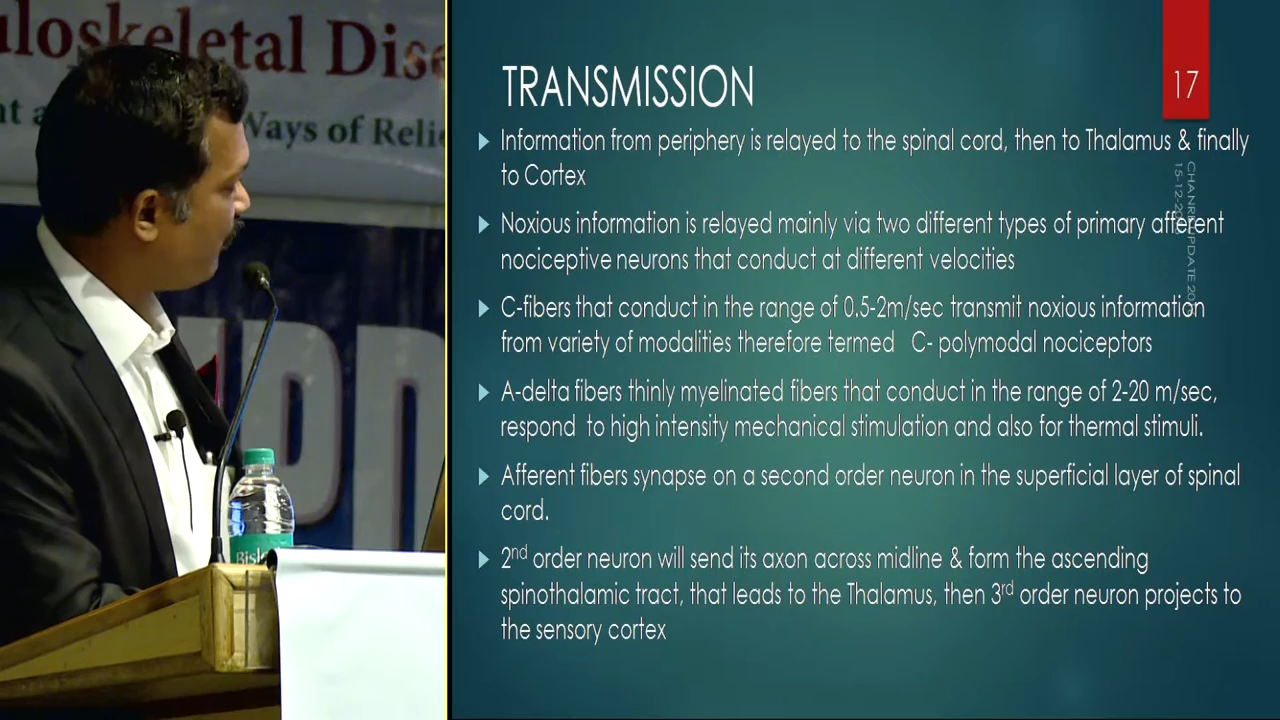 Dise
Ways of Relie
Bisle
TRANSMISSION
17
Information from periphery is relayed to the spinal cord, then to Thalamus & finally
to Cortex
Noxious information is relayed mainly via two different types of primary afferent
nociceptive neurons that conduct at different velocities
C-fibers that conduct in the range of 0.5-2m/sec transmit noxious information
from variety of modalities therefore termed C- polymodal nociceptors
A-delta fibers thinly myelinated fibers that conduct in the range of 2-20 m/sec,
respond to high intensity mechanical stimulation and also for thermal stimuli.
Afferent fibers synapse on a second order neuron in the superficial layer of spinal
cord.
2nd order neuron will send its axon across midline & form the ascending
spinothalamic tract, that leads to the Thalamus, then 3rd order neuron projects to
the sensory cortex
UPDATE
15-12-